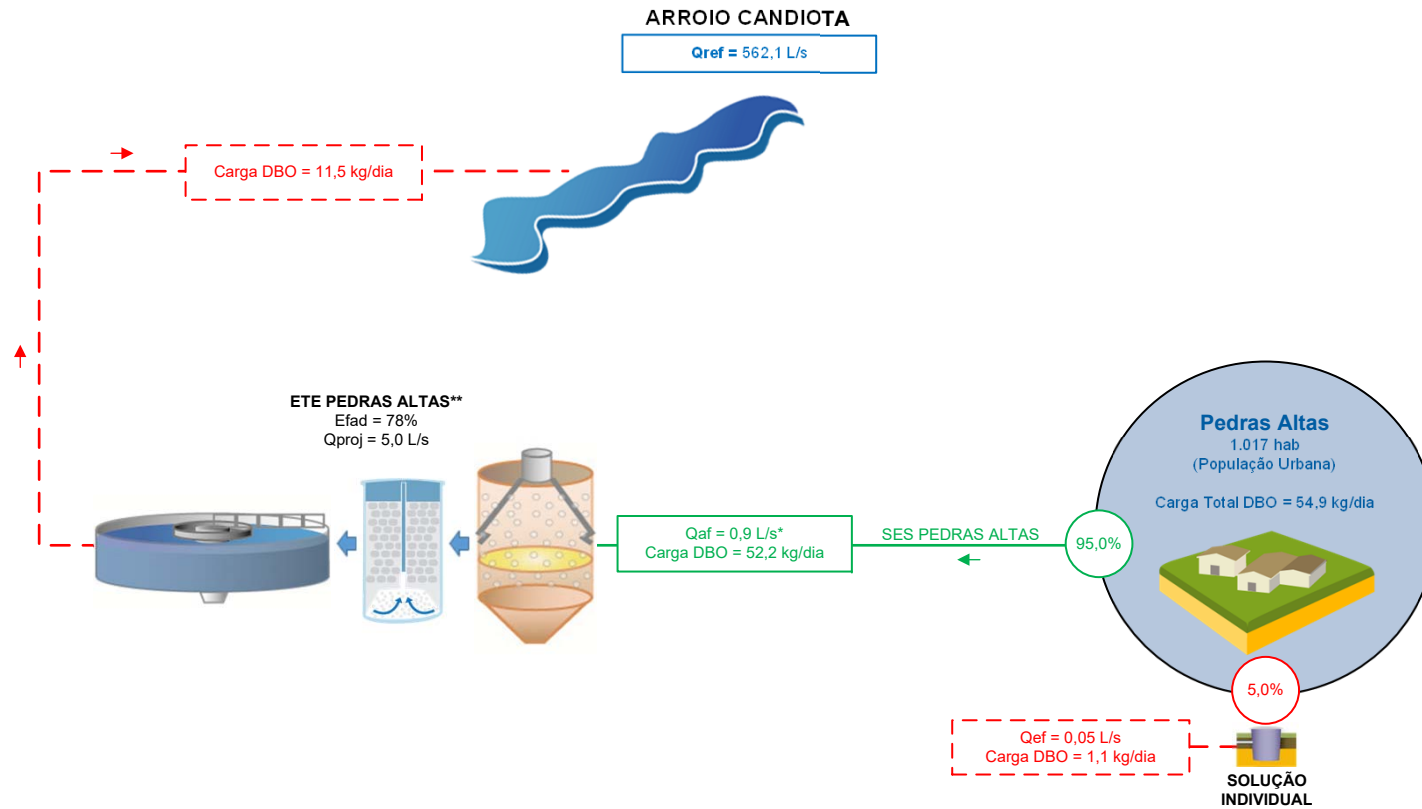 ARROIO CANDIOTA
Qref = 562,1 L/s
Carga DBO = 11,5 kg/dia
ETE PEDRAS ALTAS**
Efad = 78%
Qproj = 5,0 L/s
Pedras Altas
1.017 hab
(População Urbana)
Carga Total DBO = 54,9 kg/dia
Qaf = 0,9 L/s*
Carga DBO = 52,2 kg/dia
SES PEDRAS ALTAS
95,0%
5,0%
Qef = 0,05 L/s
Carga DBO = 1,1 kg/dia
SOLUÇÃO
INDIVIDUAL